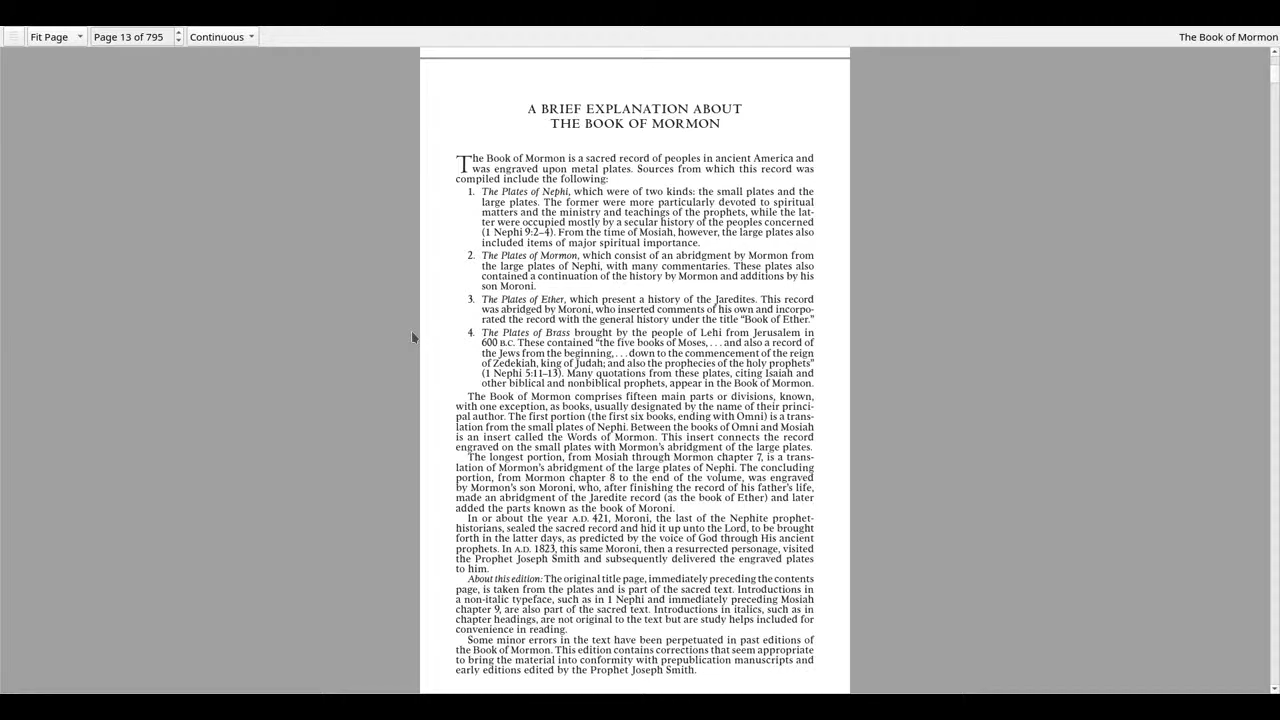 Fit Page
Page 13 of 795
Continuous
The Book of Mormon
A BRIEF EXPLANATION ABOUT
THE BOOK OF MORMON
The Book of Mormon is a sacred record of peoples in ancient America and
was engraved upon metal plates. Sources from which this record was
compiled include the following:
1. The Plates of Nephi, which were of two kinds: the small plates and the
large plates. The former were more particularly devoted to spiritual
matters and the ministry and teachings of the prophets, while the lat-
ter were occupied mostly by a secular history of the peoples concerned
(1 Nephi 9:2–4). From the time of Mosiah, however, the large plates also
included items of major spiritual importance.
2. The Plates of Mormon, which consist of an abridgment by Mormon from
the large plates of Nephi, with many commentaries. These plates also
contained a continuation of the history by Mormon and additions by his
son Moroni.
3. The Plates of Ether, which present a history of the Jaredites. This record
was abridged by Moroni, who inserted comments of his own and incorpo-
rated the record with the general history under the title “Book of Ether.”
4. The Plates of Brass brought by the people of Lehi from Jerusalem in
600 B.C. These contained “the five books of Moses, . . . and also a record of
the Jews from the beginning, . . . down to the commencement of the reign
of Zedekiah, king of Judah; and also the prophecies of the holy prophets”
(1 Nephi 5:11–13). Many quotations from these plates, citing Isaiah and
other biblical and nonbiblical prophets, appear in the Book of Mormon.
The Book of Mormon comprises fifteen main parts or divisions, known,
with one exception, as books, usually designated by the name of their princi-
pal author. The first portion (the first six books, ending with Omni) is a trans-
lation from the small plates of Nephi. Between the books of Omni and Mosiah
is an insert called the Words of Mormon. This insert connects the record
engraved on the small plates with Mormon’s abridgment of the large plates.
The longest portion, from Mosiah through Mormon chapter 7, is a trans-
lation of Mormon’s abridgment of the large plates of Nephi. The concluding
portion, from Mormon chapter 8 to the end of the volume, was engraved
by Mormon’s son Moroni, who, after finishing the record of his father’s life,
made an abridgment of the Jaredite record (as the book of Ether) and later
added the parts known as the book of Moroni.
In or about the year A.D. 421, Moroni, the last of the Nephite prophet-
historians, sealed the sacred record and hid it up unto the Lord, to be brought
forth in the latter days, as predicted by the voice of God through His ancient
prophets. In A.D. 1823, this same Moroni, then a resurrected personage, visited
the Prophet Joseph Smith and subsequently delivered the engraved plates
to him.
About this edition: The original title page, immediately preceding the contents
page, is taken from the plates and is part of the sacred text. Introductions in
a non-italic typeface, such as in 1 Nephi and immediately preceding Mosiah
chapter 9, are also part of the sacred text. Introductions in italics, such as in
chapter headings, are not original to the text but are study helps included for
convenience in reading.
Some minor errors in the text have been perpetuated in past editions of
the Book of Mormon. This edition contains corrections that seem appropriate
to bring the material into conformity with prepublication manuscripts and
early editions edited by the Prophet Joseph Smith.